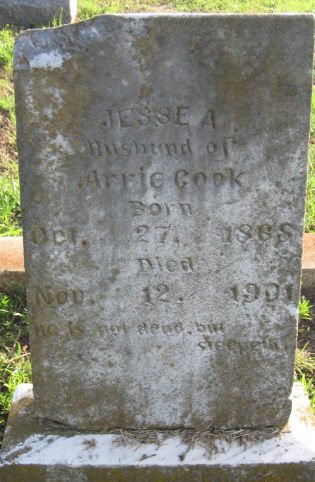 JESSE A
Husband of
Arrie Cook
Born
Oct. 27. 1868
Died
Nov. 12. 1901
he is not dead, but
sleepeth.